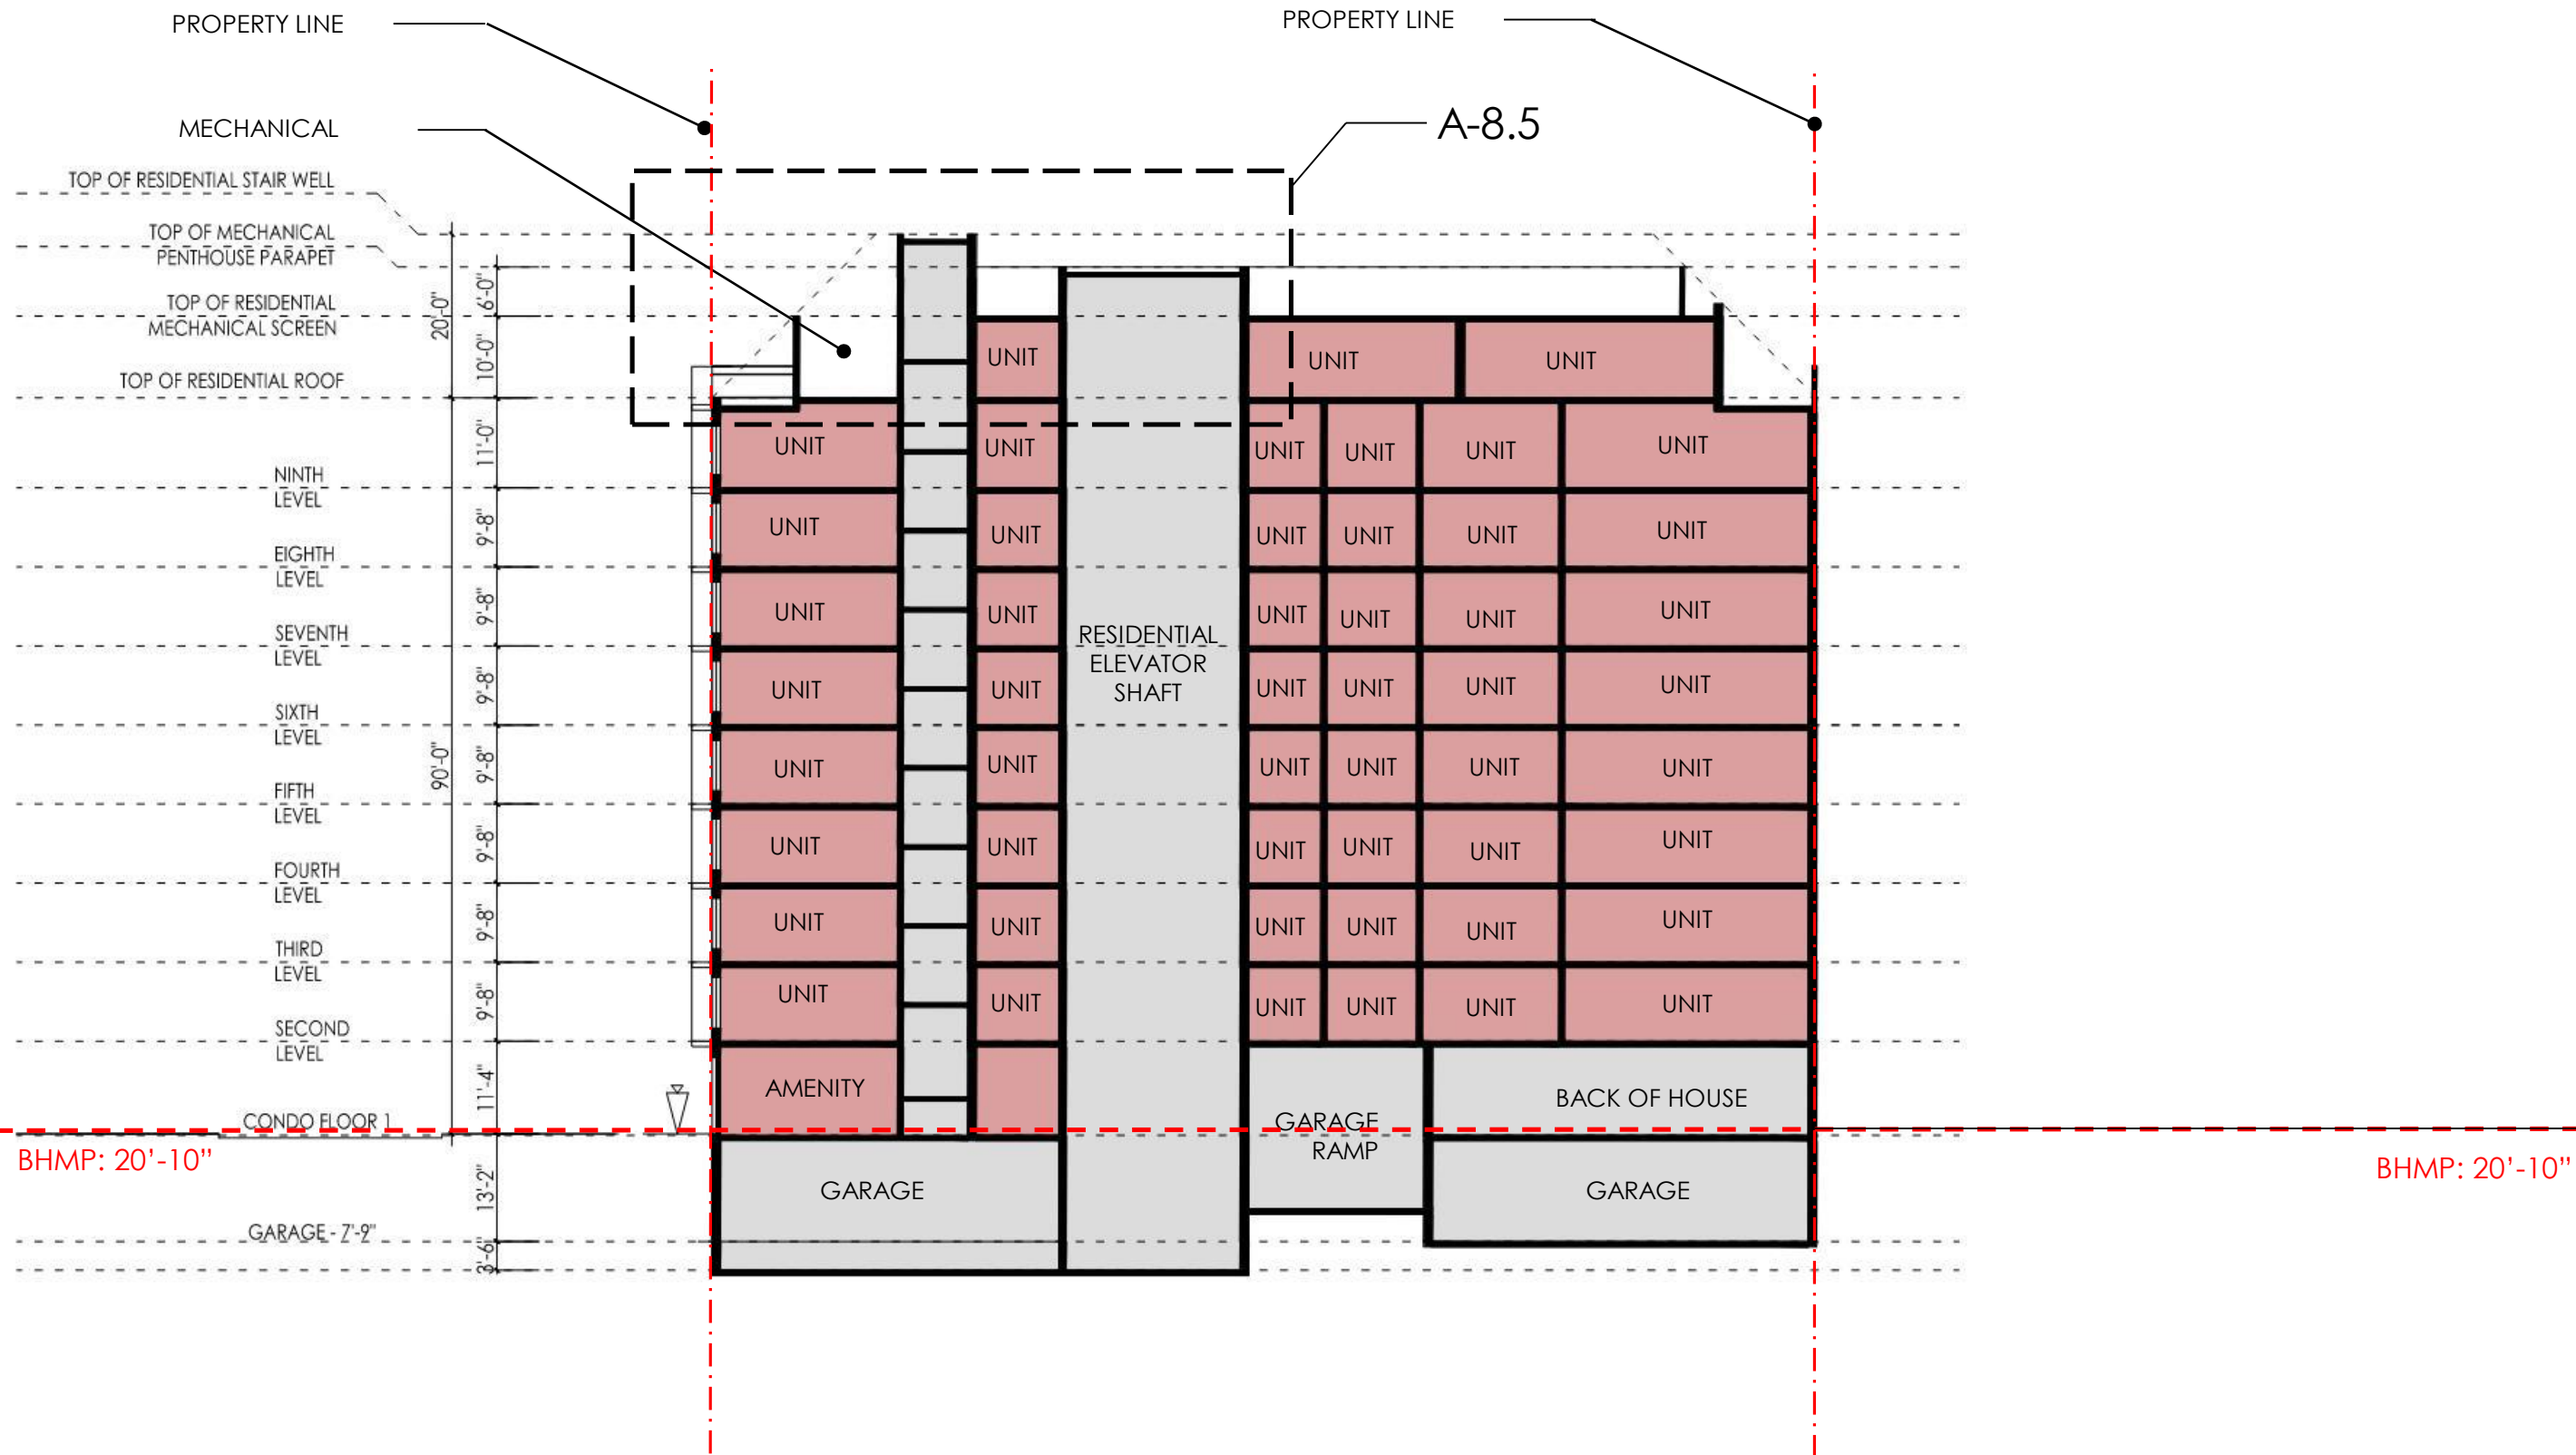 PROPERTY LINE
PROPERTY LINE
MECHANICAL
A-8.5
TOP OF RESIDENTIAL STAIR WELL
TOP OF MECHANICAL
PENTHOUSE PARAPET
TOP OF RESIDENTIAL
MECHANICAL SCREEN
TOP OF RESIDENTIAL ROOF
20'-0"
6'-0"
10'-0"
UNIT
UNIT
UNIT
11'-0"
UNIT
UNIT
UNIT
UNIT
UNIT
UNIT
NINTH
LEVEL
9'-8"
UNIT
UNIT
UNIT
UNIT
UNIT
UNIT
EIGHTH
LEVEL
9'-8"
UNIT
UNIT
UNIT
UNIT
UNIT
UNIT
SEVENTH
LEVEL
RESIDENTIAL
ELEVATOR
SHAFT
9'-8"
UNIT
UNIT
UNIT
UNIT
UNIT
UNIT
SIXTH
LEVEL
90'-0"
9'-8"
UNIT
UNIT
UNIT
UNIT
UNIT
UNIT
FIFTH
LEVEL
9'-8"
UNIT
UNIT
UNIT
UNIT
UNIT
UNIT
FOURTH
LEVEL
9'-8"
UNIT
UNIT
UNIT
UNIT
UNIT
UNIT
THIRD
LEVEL
9'-8"
UNIT
UNIT
UNIT
UNIT
UNIT
UNIT
SECOND
LEVEL
11'-4"
AMENITY
BACK OF HOUSE
CONDO FLOOR 1
GARAGE
RAMP
BHMP: 20'-10”
BHMP: 20'-10”
13'-2"
GARAGE
GARAGE
GARAGE - 7'-9"
3'-6"